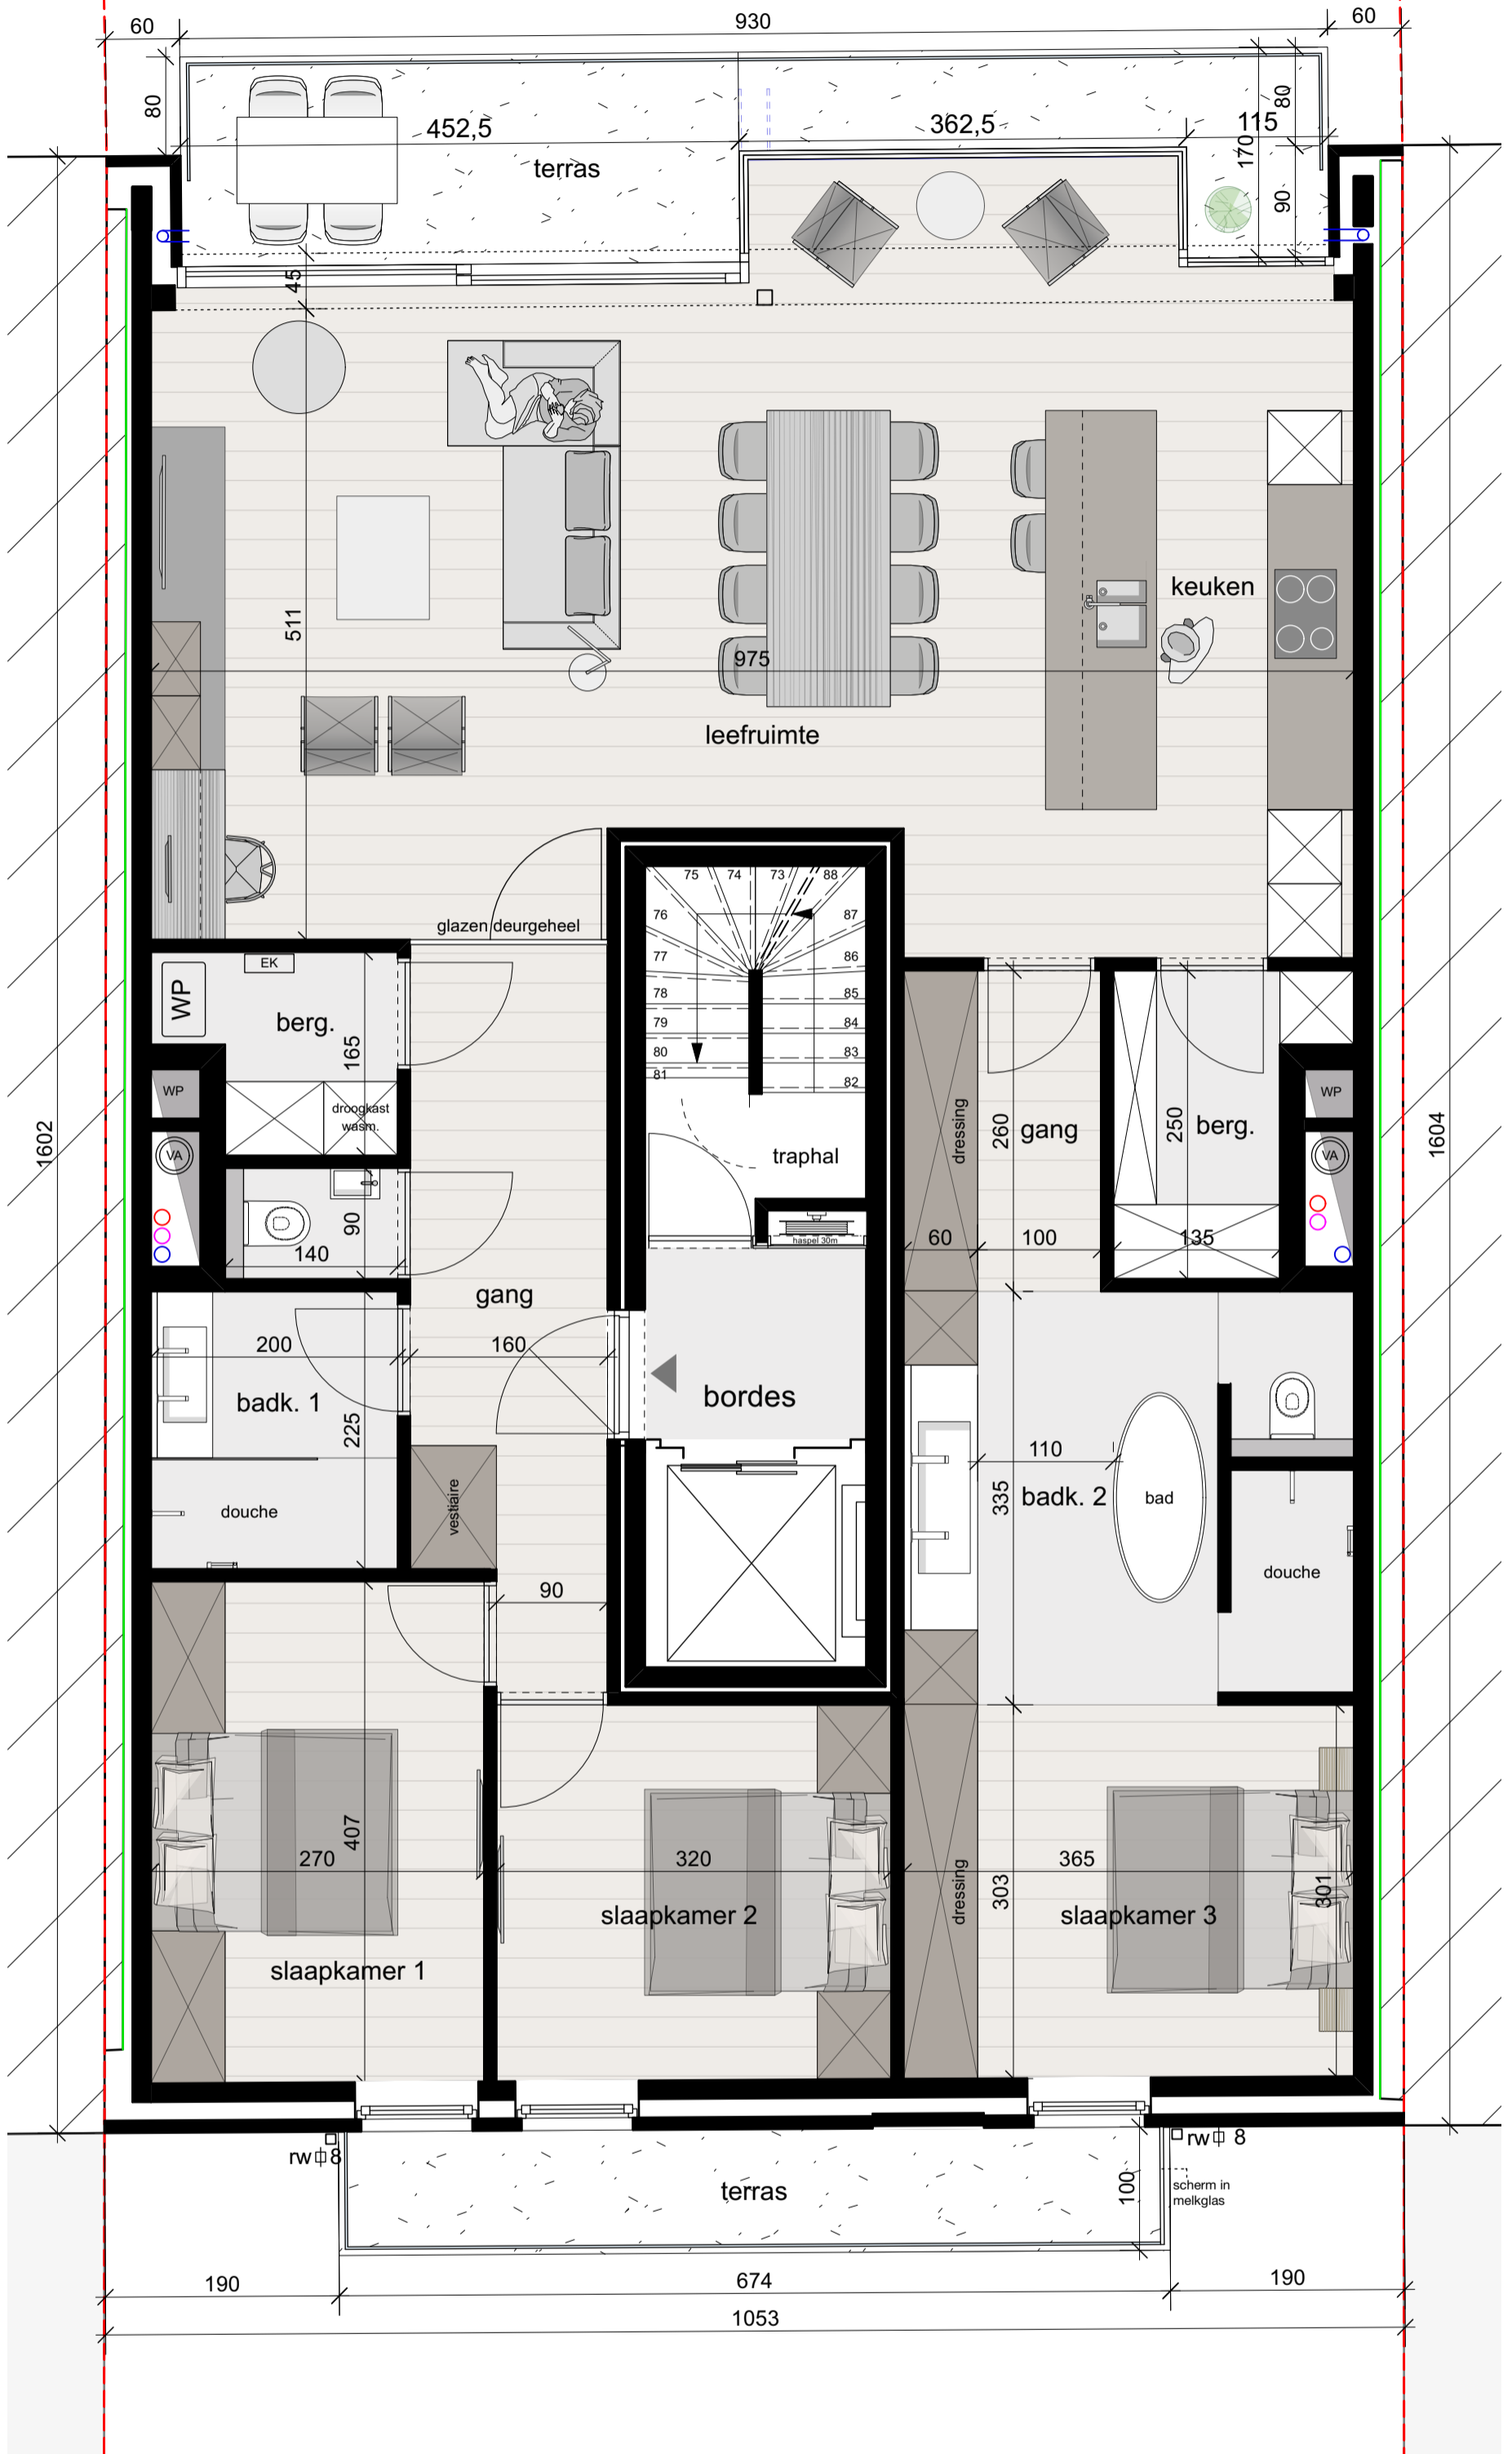 60
930
60
80
80
452,5
362,5
115
terras
170
90
45
511
keuken
975
leefruimte
glazen deurgeheel
75
74
73
88
76
87
77
86
78
85
79
84
80
83
81
82
EK
WP
berg.
165
droogkast
wasm.
WP
VA
90
140
traphal
haspel 30m
dressing
260
gang
250
berg.
WP
VA
60
100
135
1602
1604
gang
200
160
badk. 1
225
bordes
vestiaire
douche
110
335
badk. 2
bad
douche
90
407
270
320
365
dressing
303
301
slaapkamer 1
slaapkamer 2
slaapkamer 3
rw 8
rw 8
terras
100
scherm in
melkglas
190
674
190
1053